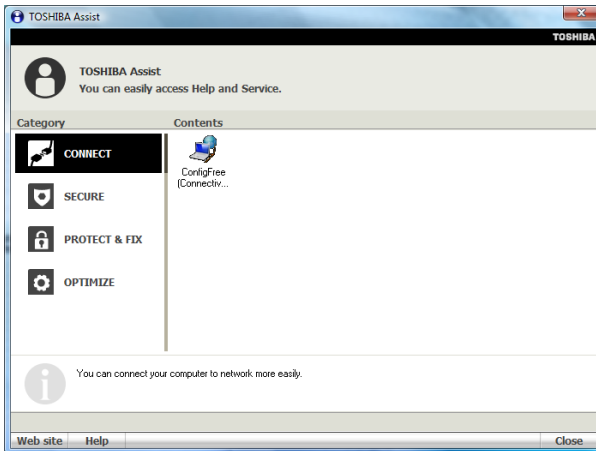 TOSHIBA Assist
TOSHIBA
TOSHIBA Assist
You can easily access Help and Service.
Category
Contents
CONNECT
SECURE
PROTECT & FIX
OPTIMIZE
ConfigFree
(Connectiv...
You can connect your computer to network more easily.
Web site
Help
Close